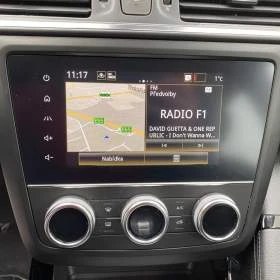 11:17
1°C
FM
Předvolby
RADIO F1
DAVID GUETTA & ONE REP
UBLIC - I Don't Wanna W...
Nabídka
A/C